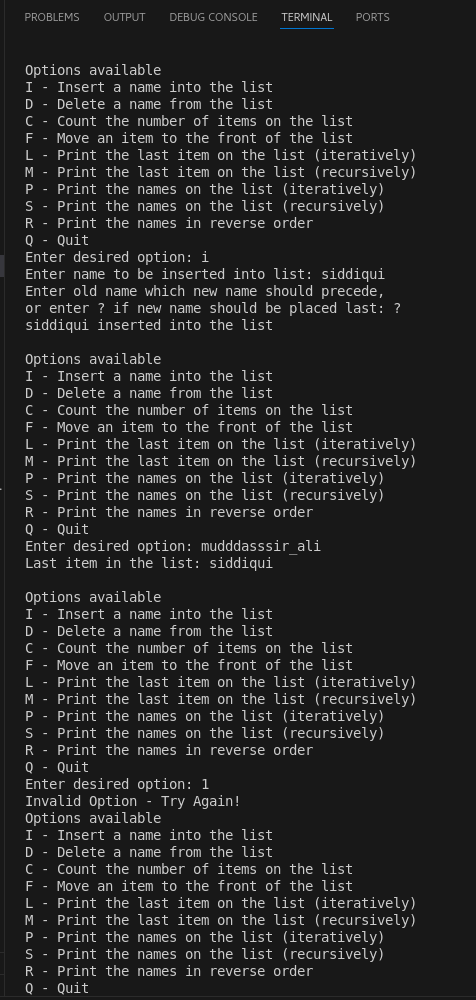 PROBLEMS OUTPUT DEBUG CONSOLE TERMINAL PORTS
Options available
I - Insert a name into the list
D - Delete a name from the list
C - Count the number of items on the list
F - Move an item to the front of the list
L - Print the last item on the list (iteratively)
M - Print the last item on the list (recursively)
P - Print the names on the list (iteratively)
S - Print the names on the list (recursively)
R - Print the names in reverse order
Q - Quit
Enter desired option: i
Enter name to be inserted into list: siddiqui
Enter old name which new name should precede,
or enter ? if new name should be placed last: ?
siddiqui inserted into the list
Options available
I - Insert a name into the list
D - Delete a name from the list
C - Count the number of items on the list
F - Move an item to the front of the list
L - Print the last item on the list (iteratively)
M - Print the last item on the list (recursively)
P - Print the names on the list (iteratively)
S - Print the names on the list (recursively)
R - Print the names in reverse order
Q - Quit
Enter desired option: mudddasssir_ali
Last item in the list: siddiqui
Options available
I - Insert a name into the list
D - Delete a name from the list
C - Count the number of items on the list
F - Move an item to the front of the list
L - Print the last item on the list (iteratively)
M - Print the last item on the list (recursively)
P - Print the names on the list (iteratively)
S - Print the names on the list (recursively)
R - Print the names in reverse order
Q - Quit
Enter desired option: 1
Invalid Option - Try Again!
Options available
I - Insert a name into the list
D - Delete a name from the list
C - Count the number of items on the list
F - Move an item to the front of the list
L - Print the last item on the list (iteratively)
M - Print the last item on the list (recursively)
P - Print the names on the list (iteratively)
S - Print the names on the list (recursively)
R - Print the names in reverse order
Q - Quit